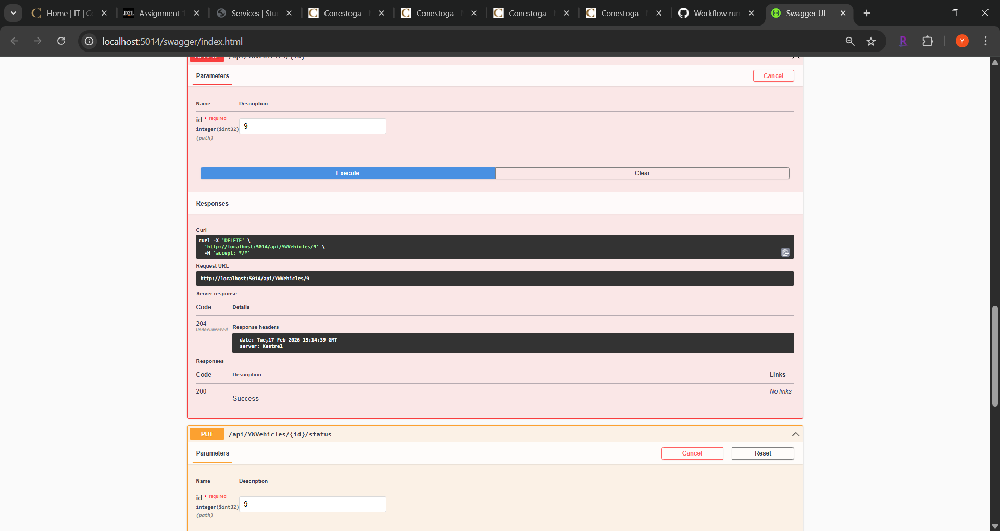 Home | IT | C
Assignment 1
Services | Stu
Conestoga -
Conestoga -
Conestoga -
Conestoga -
Workflow run
Swagger UI
localhost:5014/swagger/index.html
Y
DELETE /api/YWVehicles/{id}
Parameters
Cancel
Name Description
id * required
integer($int32)
(path)
9
Execute
Clear
Responses
Curl
curl -X 'DELETE' \
'http://localhost:5014/api/YWVehicles/9' \
-H 'accept: */*'
Request URL
http://localhost:5014/api/YWVehicles/9
Server response
Code Details
204
Undocumented
Response headers
date: Tue,17 Feb 2026 15:14:39 GMT
server: Kestrel
Responses
Code Description Links
200
Success
No links
PUT /api/YWVehicles/{id}/status
Parameters
Cancel
Reset
Name Description
id * required
integer($int32)
(path)
9